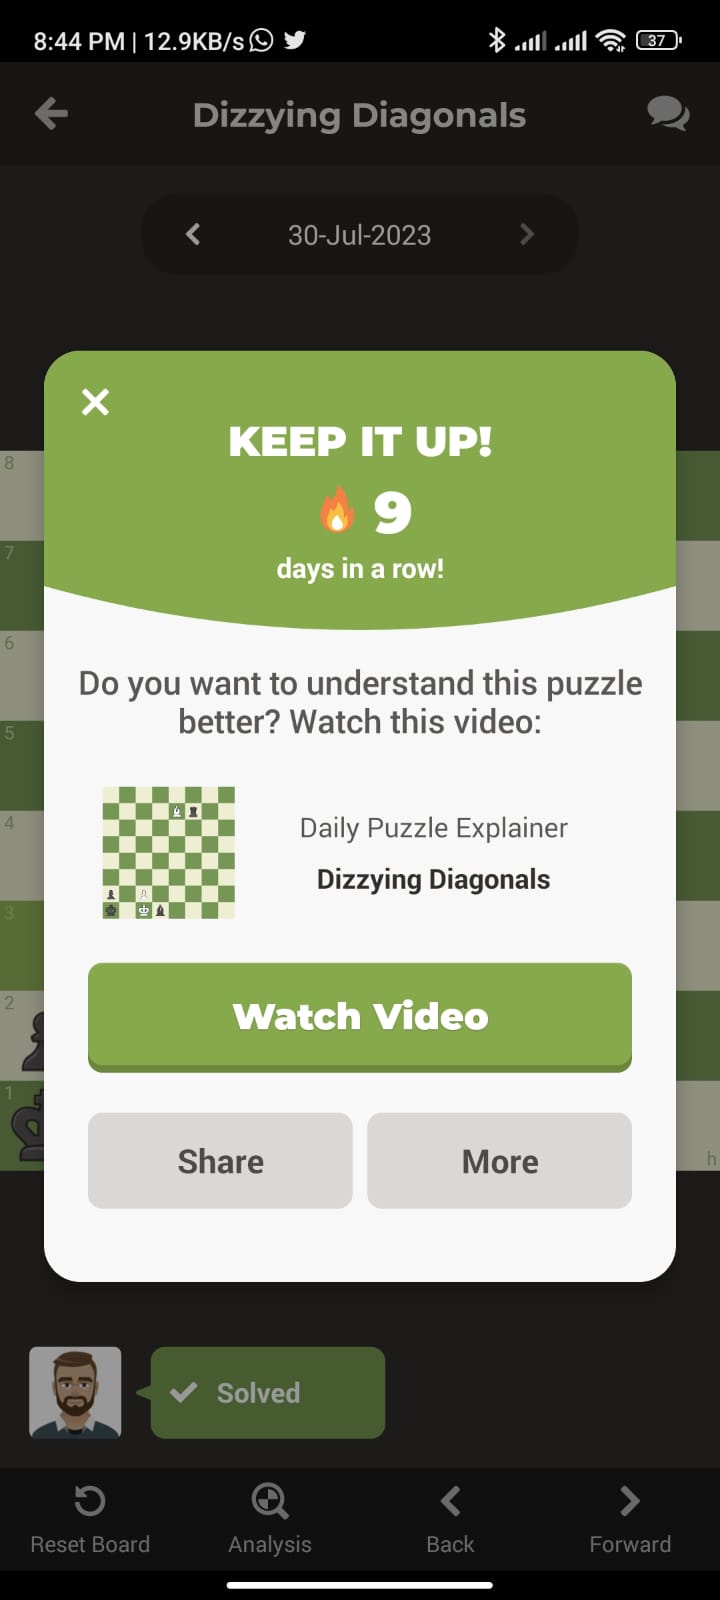 8:44 PM | 12.9KB/s
37
Dizzying Diagonals
30-Jul-2023
KEEP IT UP!
9
days in a row!
8
7
6
5
4
3
2
1
h
Do you want to understand this puzzle
better? Watch this video:
Daily Puzzle Explainer
Dizzying Diagonals
Watch Video
Share
More
Solved
Reset Board
Analysis
Back
Forward